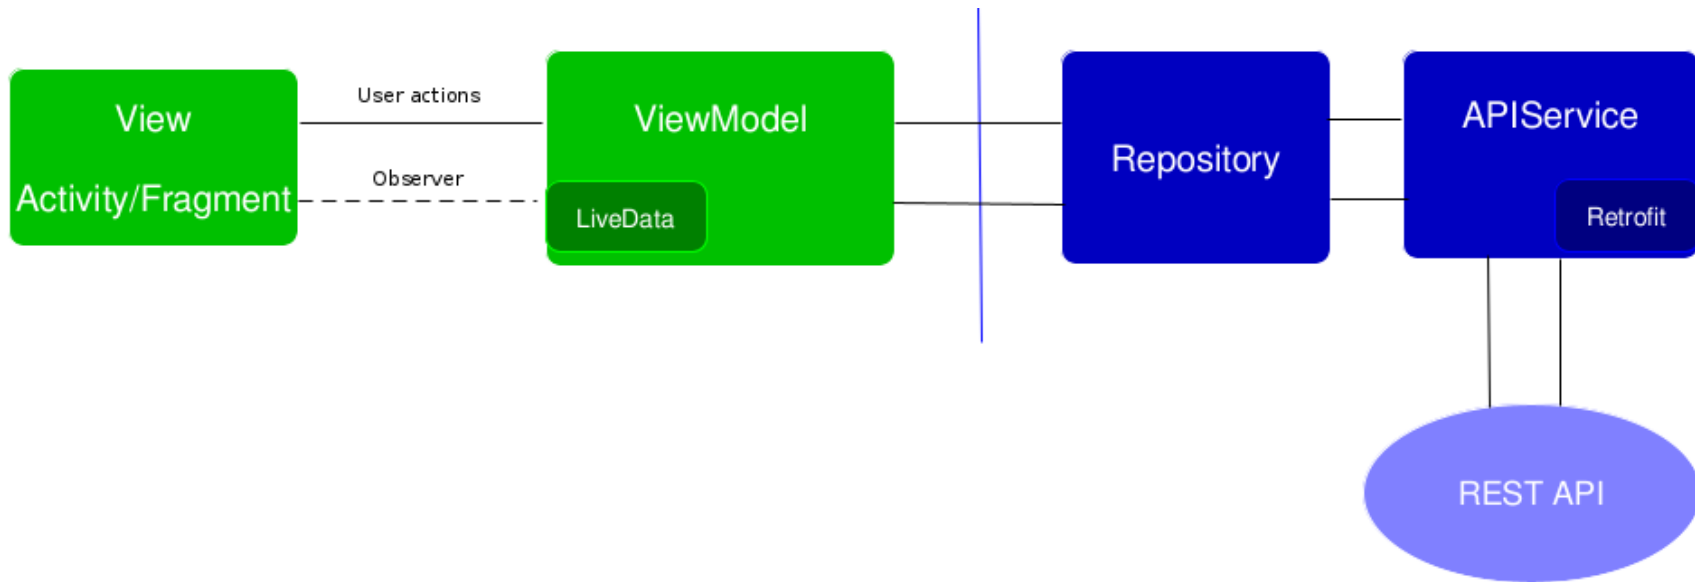 View
Activity/Fragment
User actions
Observer
ViewModel
LiveData
Repository
APIService
Retrofit
REST API